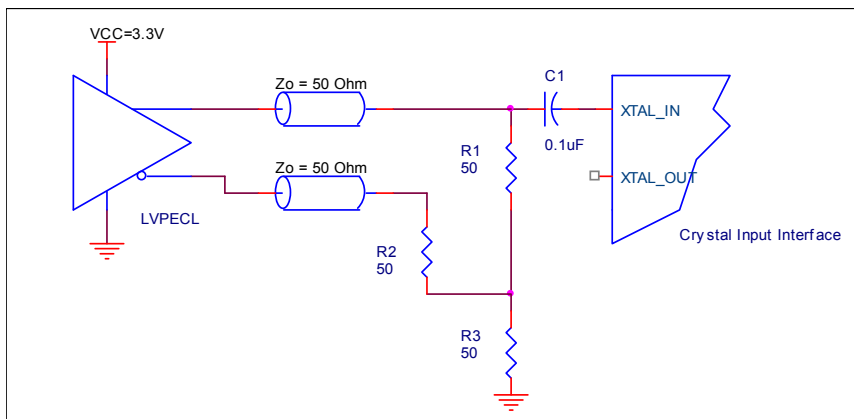 VCC=3.3V
Zo = 50 Ohm
C1
XTAL_IN
0.1uF
R1
50
Zo = 50 Ohm
XTAL_OUT
LVPECL
Crystal Input Interface
R2
50
R3
50